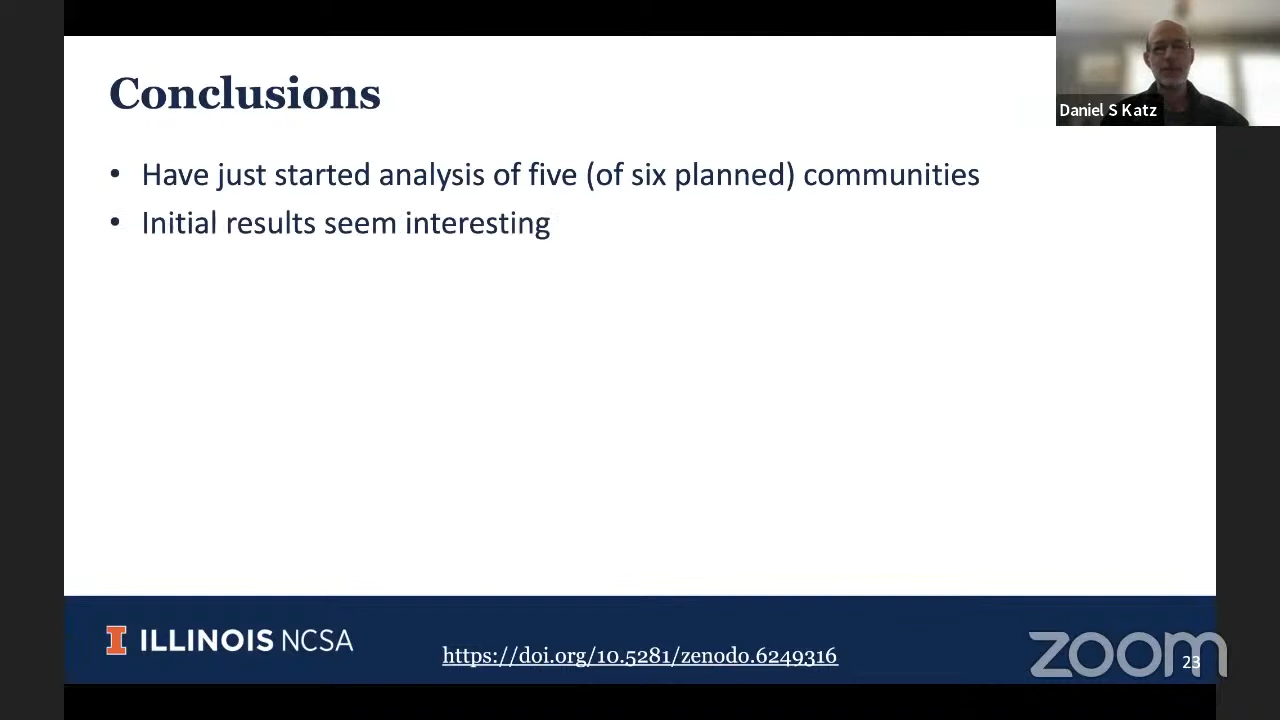 Conclusions
Daniel S Katz
• Have just started analysis of five (of six planned) communities
• Initial results seem interesting
I ILLINOIS NCSA
https://doi.org/10.5281/zenodo.6249316
zoom
23